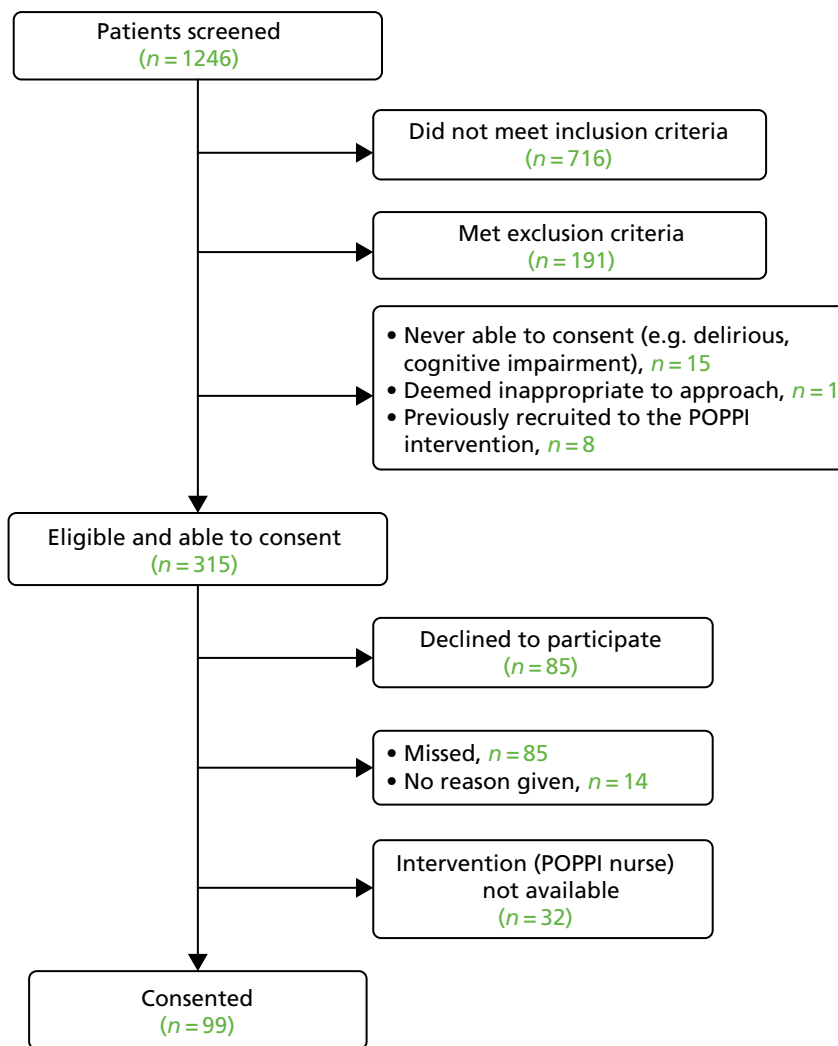 Patients screened
(n = 1246)
Did not meet inclusion criteria
(n = 716)
Met exclusion criteria
(n = 191)
• Never able to consent (e.g. delirious,
cognitive impairment), n = 15
• Deemed inappropriate to approach, n = 1
• Previously recruited to the POPPI
intervention, n = 8
Eligible and able to consent
(n = 315)
Declined to participate
(n = 85)
• Missed, n = 85
• No reason given, n = 14
Intervention (POPPI nurse)
not available
(n = 32)
Consented
(n = 99)